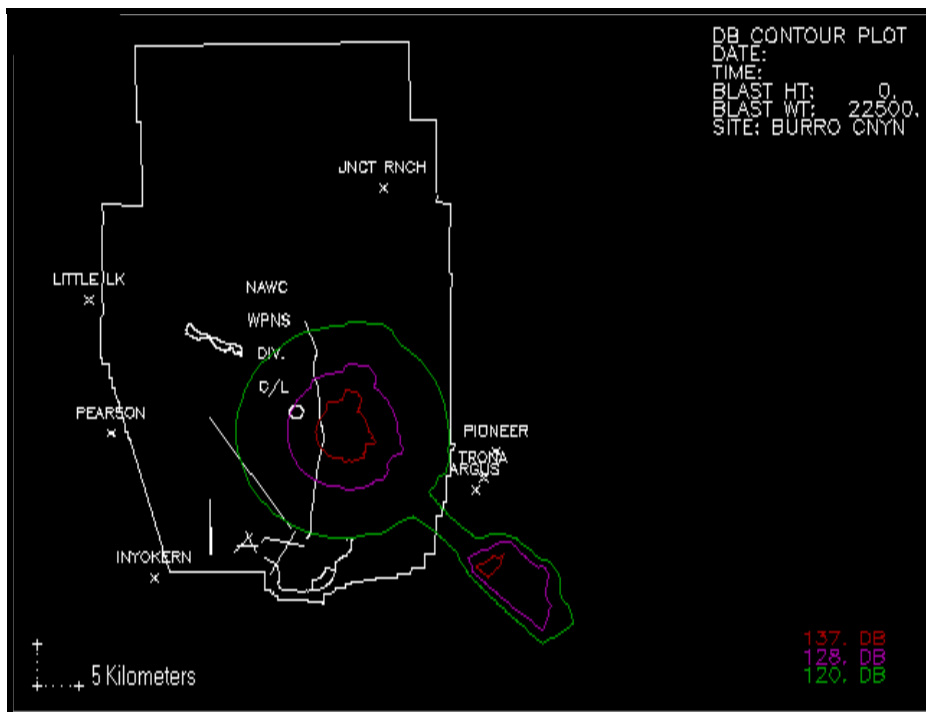 DB CONTOUR PLOT
DATE:
TIME:
BLAST HT: 0.
BLAST WT: 22500.
SITE: BURRO CNYN
JNCT RNCH
LITTLE LK
NAWC
WPNS
DIV.
C/L
PEARSON
PIONEER
TRONA
ARGUS
INYOKERN
137. DB
128. DB
120. DB
5 Kilometers